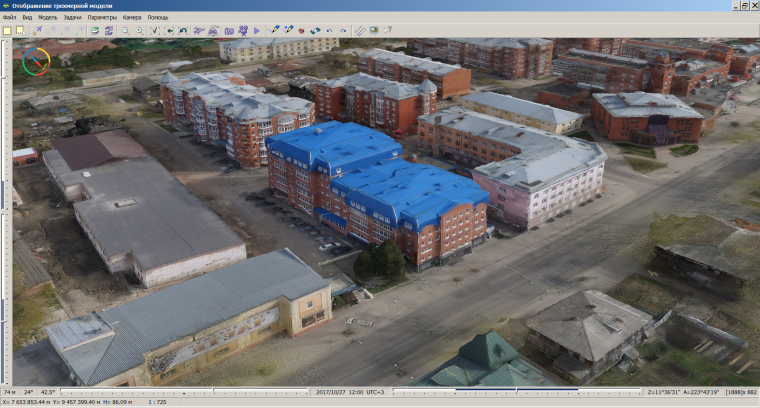 Отображение трехмерной модели
Файл Вид Модель Задачи Параметры Камера Помощь
74 м 24° 42.5° 2017/10/27 12:00 UTC+3 Z=11°36'31" A=223°43'19" [1888 x 882
X= 7 653 853.44 м Y= 9 457 399.40 м H= 86.09 м 1 : 725